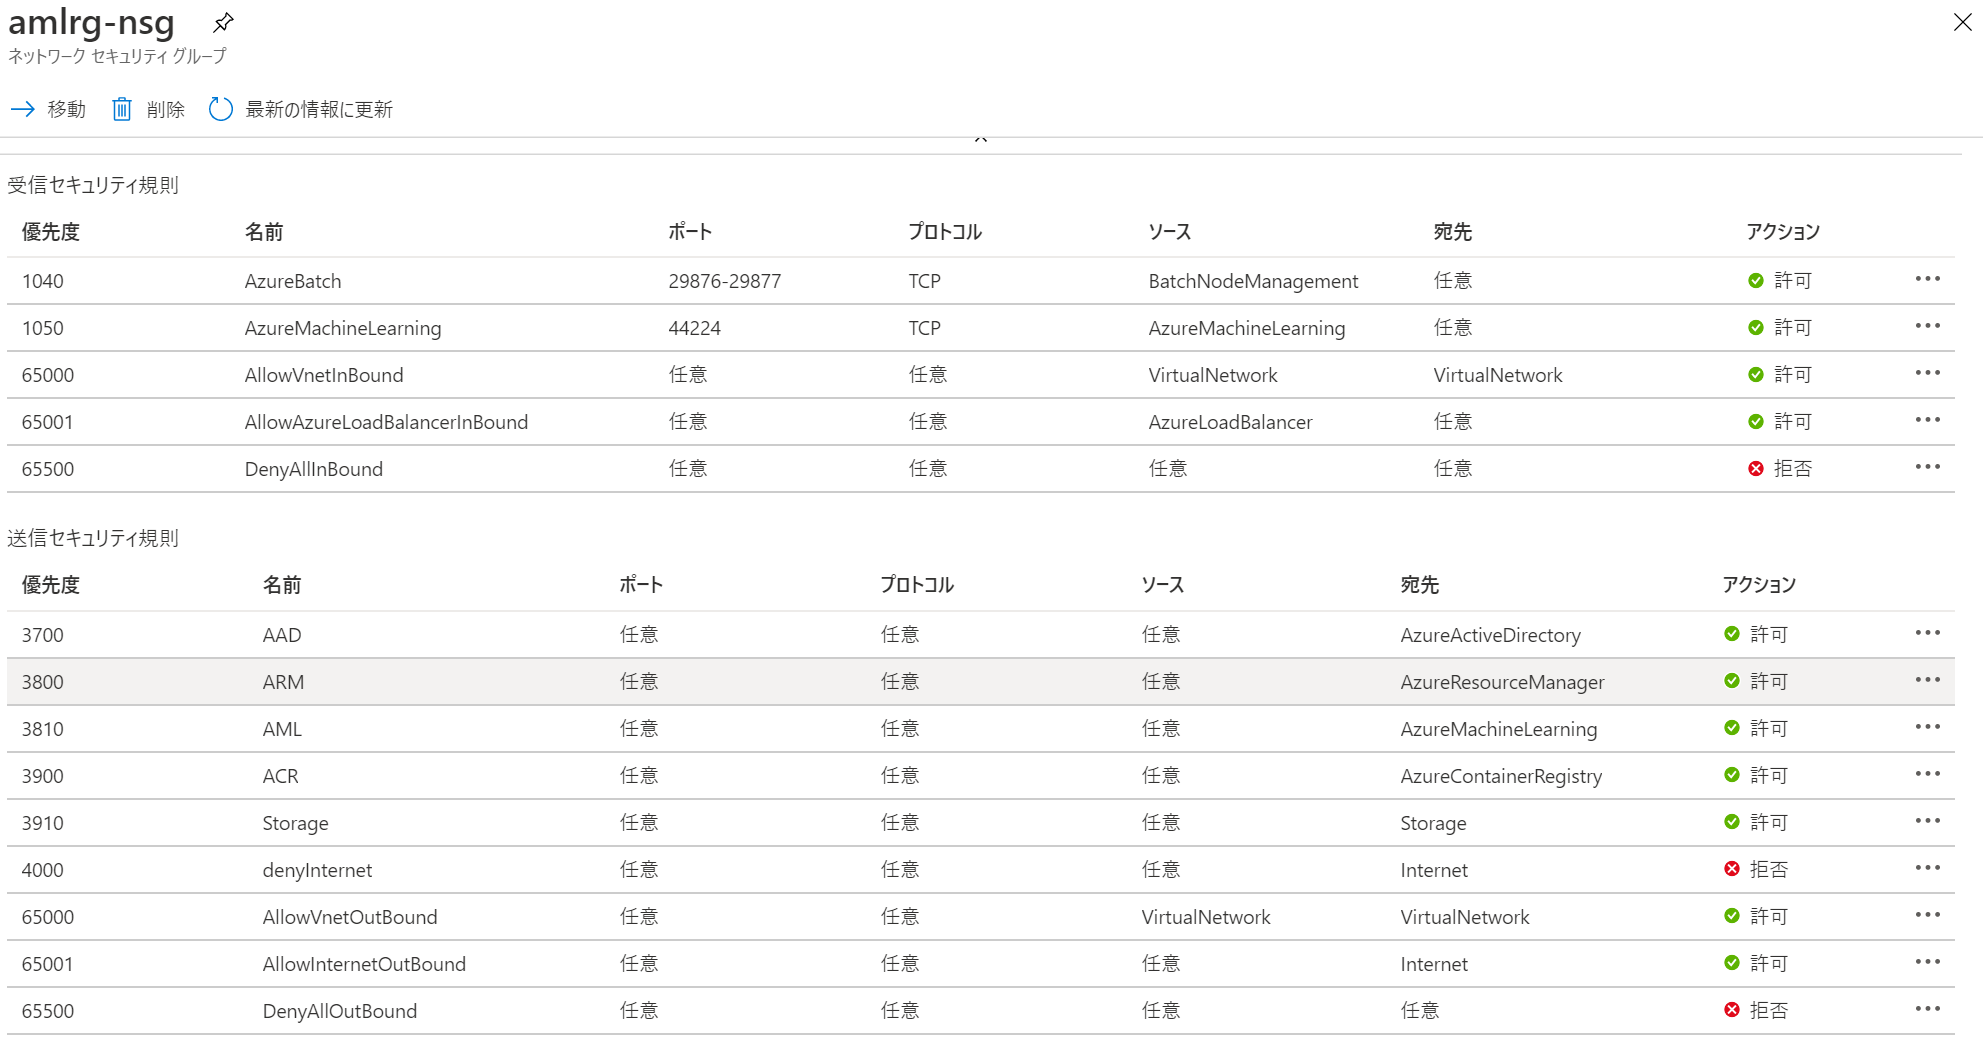 amlrg-nsg
ネットワーク セキュリティ グループ
移動 削除 最新の情報に更新
受信セキュリティ規則
優先度 名前 ポート プロトコル ソース 宛先 アクション
1040 AzureBatch 29876-29877 TCP BatchNodeManagement 任意 許可
1050 AzureMachineLearning 44224 TCP AzureMachineLearning 任意 許可
65000 AllowVnetInBound 任意 任意 VirtualNetwork VirtualNetwork 許可
65001 AllowAzureLoadBalancerInBound 任意 任意 AzureLoadBalancer 任意 許可
65500 DenyAllInBound 任意 任意 任意 任意 拒否
送信セキュリティ規則
優先度 名前 ポート プロトコル ソース 宛先 アクション
3700 AAD 任意 任意 任意 AzureActiveDirectory 許可
3800 ARM 任意 任意 任意 AzureResourceManager 許可
3810 AML 任意 任意 任意 AzureMachineLearning 許可
3900 ACR 任意 任意 任意 AzureContainerRegistry 許可
3910 Storage 任意 任意 任意 Storage 許可
4000 denyInternet 任意 任意 任意 Internet 拒否
65000 AllowVnetOutBound 任意 任意 VirtualNetwork VirtualNetwork 許可
65001 AllowInternetOutBound 任意 任意 任意 Internet 許可
65500 DenyAllOutBound 任意 任意 任意 任意 拒否